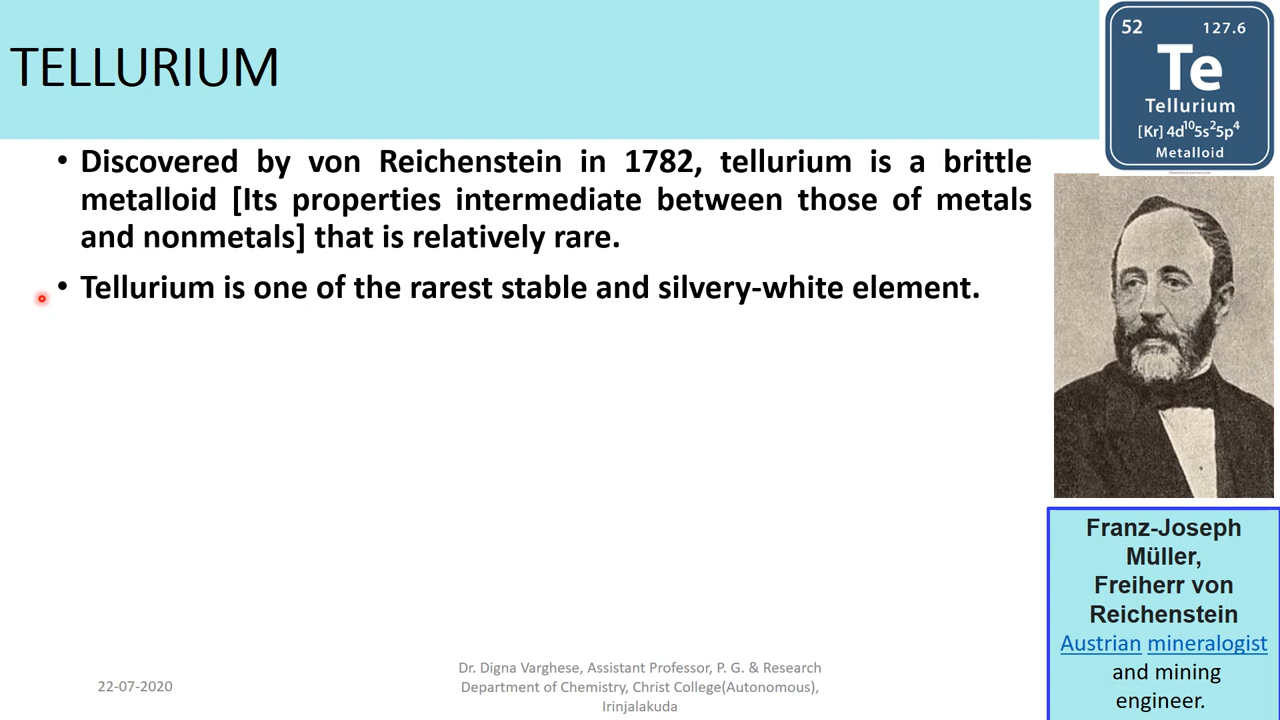 TELLURIUM
52 127.6
Te
Tellurium
[Kr] 4d¹⁰5s²5p⁴
Metalloid
• Discovered by von Reichenstein in 1782, tellurium is a brittle
metalloid [Its properties intermediate between those of metals
and nonmetals] that is relatively rare.
• Tellurium is one of the rarest stable and silvery-white element.
Franz-Joseph
Müller,
Freiherr von
Reichenstein
Austrian mineralogist
and mining
engineer.
22-07-2020
Dr. Digna Varghese, Assistant Professor, P. G. & Research
Department of Chemistry, Christ College(Autonomous),
Irinjalakuda